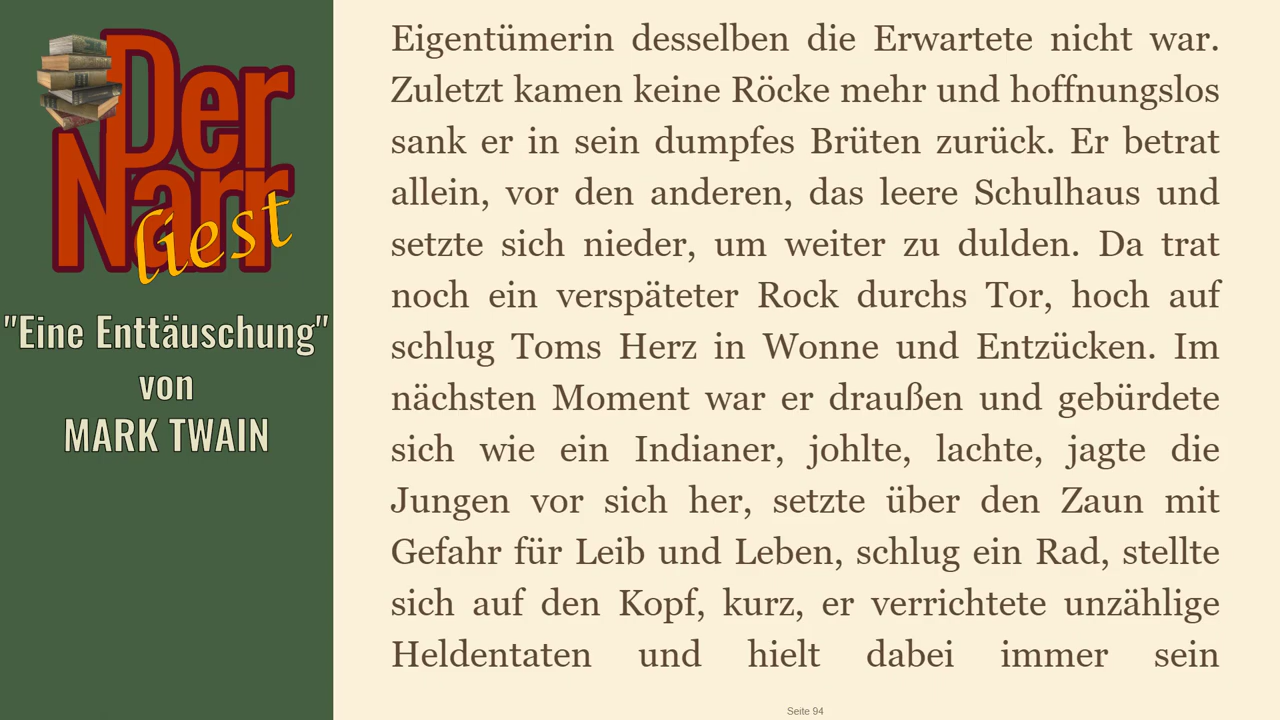 Der
Narr
liest
"Eine Enttäuschung"
von
MARK TWAIN
Eigentümerin desselben die Erwartete nicht war.
Zuletzt kamen keine Röcke mehr und hoffnungslos
sank er in sein dumpfes Brüten zurück. Er betrat
allein, vor den anderen, das leere Schulhaus und
setzte sich nieder, um weiter zu dulden. Da trat
noch ein verspäteter Rock durchs Tor, hoch auf
schlug Toms Herz in Wonne und Entzücken. Im
nächsten Moment war er draußen und gebürdete
sich wie ein Indianer, johlte, lachte, jagte die
Jungen vor sich her, setzte über den Zaun mit
Gefahr für Leib und Leben, schlug ein Rad, stellte
sich auf den Kopf, kurz, er verrichtete unzählige
Heldentaten und hielt dabei immer sein
Seite 94